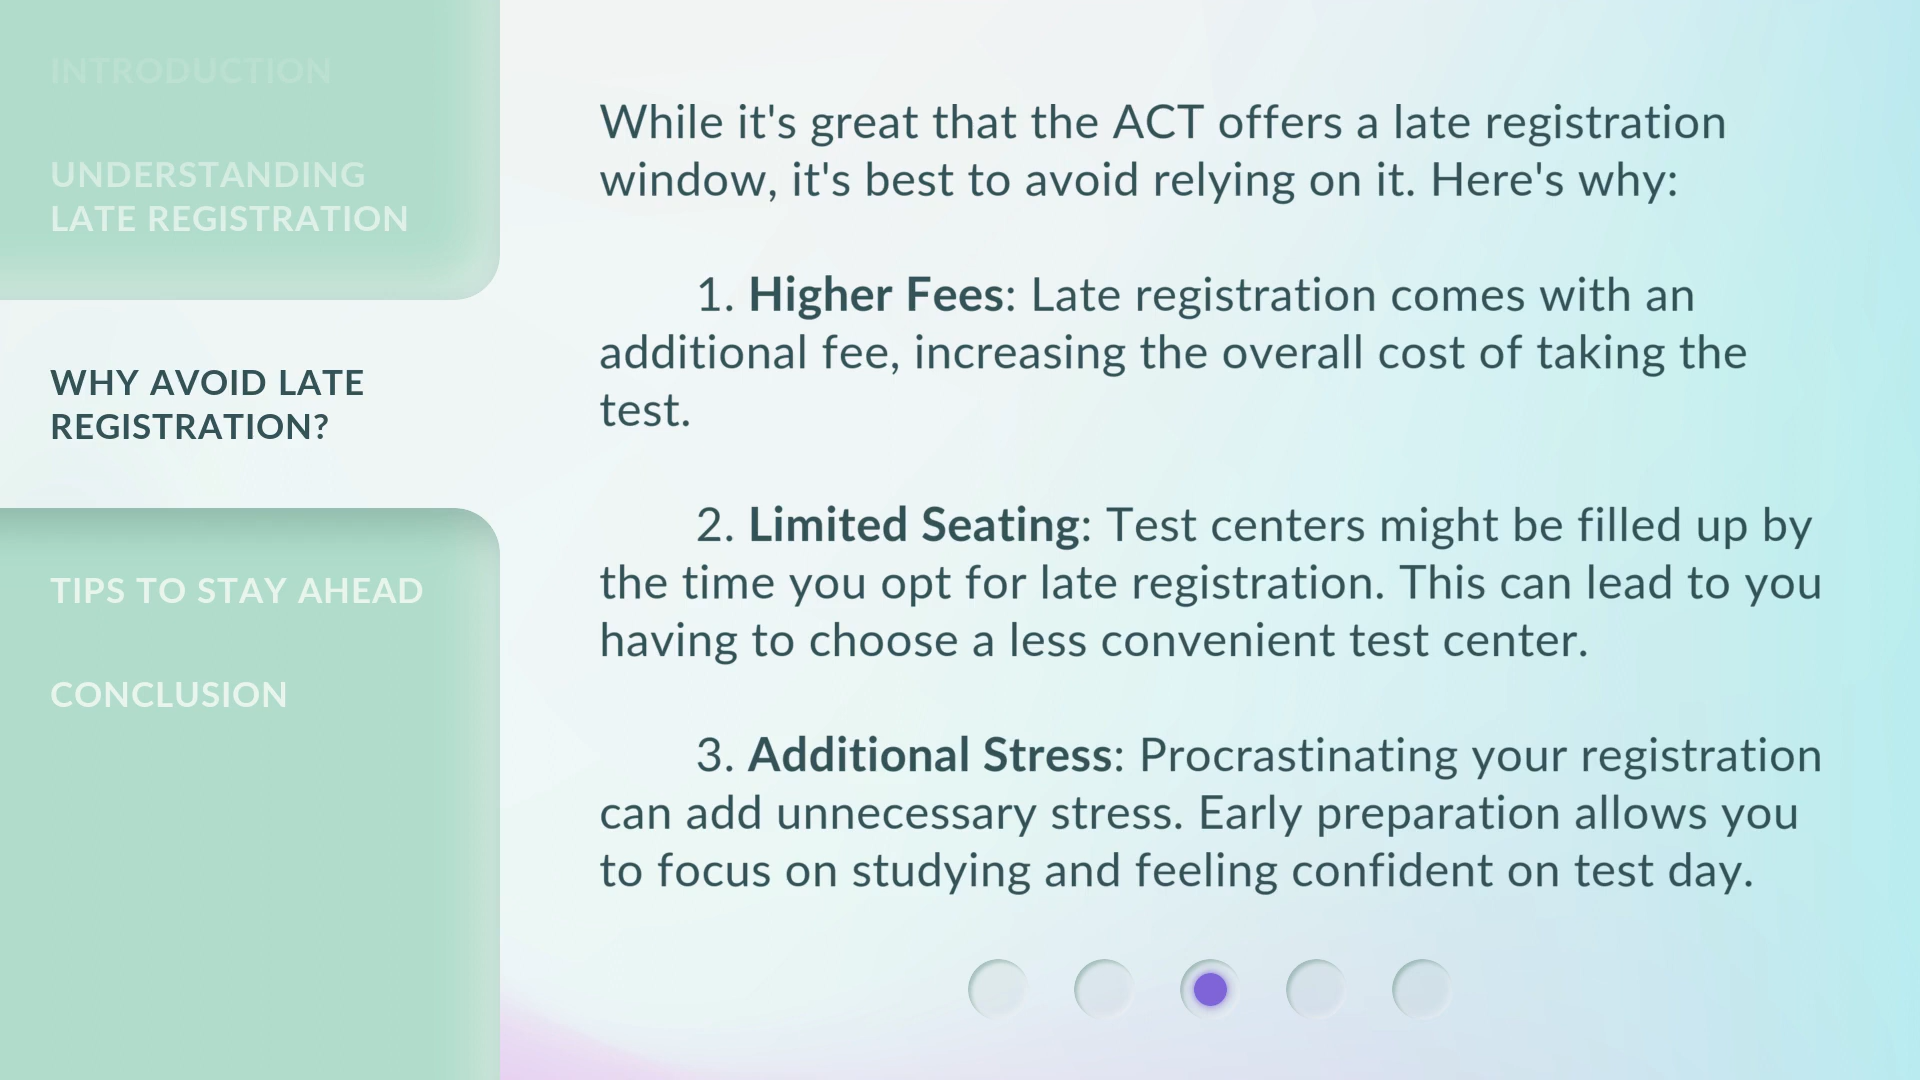 INTRODUCTION
UNDERSTANDING
LATE REGISTRATION
WHY AVOID LATE
REGISTRATION?
TIPS TO STAY AHEAD
CONCLUSION
While it's great that the ACT offers a late registration
window, it's best to avoid relying on it. Here's why:
1. Higher Fees: Late registration comes with an
additional fee, increasing the overall cost of taking the
test.
2. Limited Seating: Test centers might be filled up by
the time you opt for late registration. This can lead to you
having to choose a less convenient test center.
3. Additional Stress: Procrastinating your registration
can add unnecessary stress. Early preparation allows you
to focus on studying and feeling confident on test day.